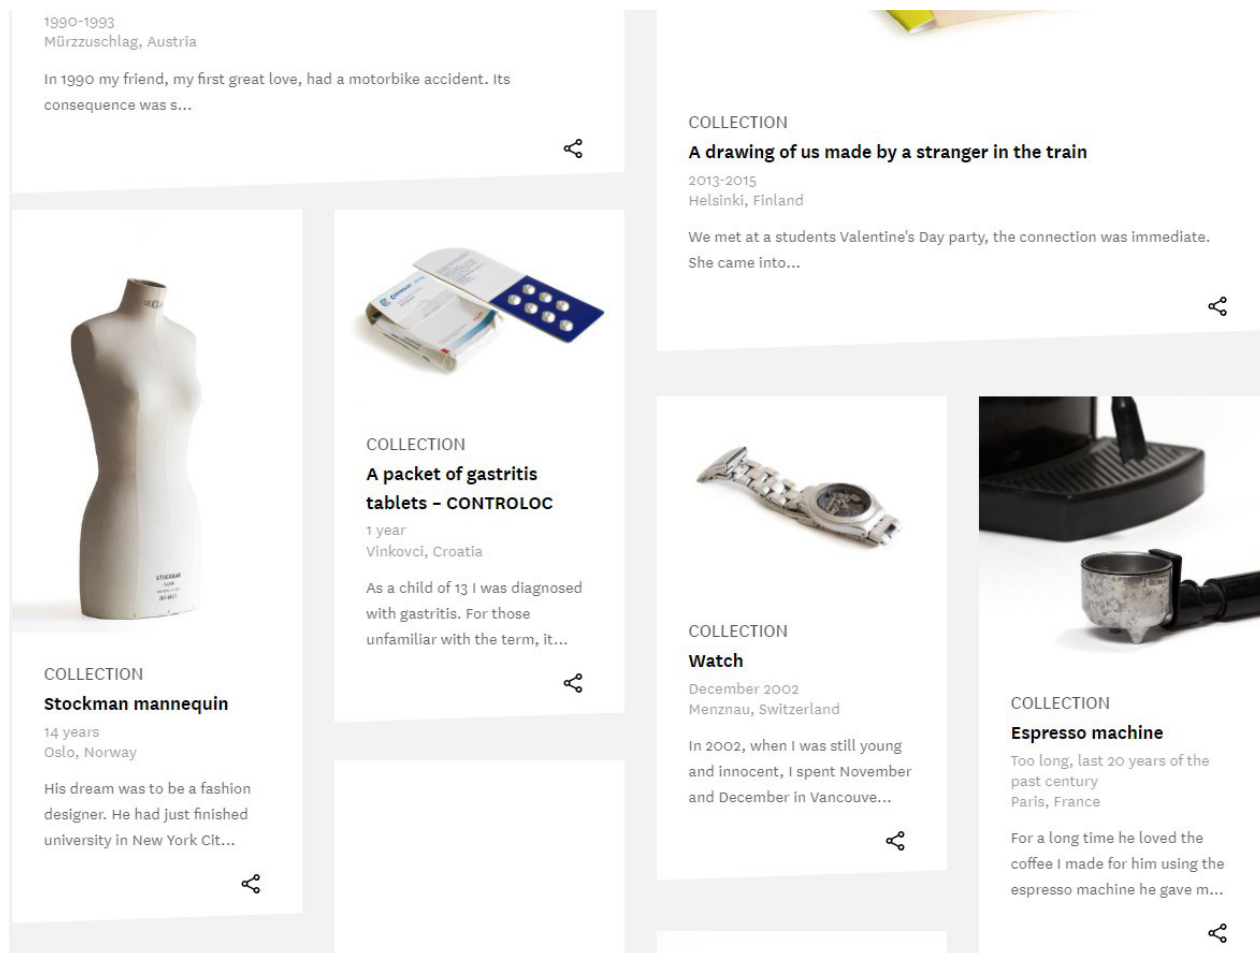 1990-1993
Mürzzuschlag, Austria
In 1990 my friend, my first great love, had a motorbike accident. Its
consequence was s...
COLLECTION
A drawing of us made by a stranger in the train
2013-2015
Helsinki, Finland
We met at a students Valentine's Day party, the connection was immediate.
She came into...
STOCKMAN
COLLECTION
Stockman mannequin
14 years
Oslo, Norway
His dream was to be a fashion
designer. He had just finished
university in New York Cit...
COLLECTION
A packet of gastritis
tablets – CONTROLOC
1 year
Vinkovci, Croatia
As a child of 13 I was diagnosed
with gastritis. For those
unfamiliar with the term, it...
COLLECTION
Watch
December 2002
Menznau, Switzerland
In 2002, when I was still young
and innocent, I spent November
and December in Vancouve...
COLLECTION
Espresso machine
Too long, last 20 years of the
past century
Paris, France
For a long time he loved the
coffee I made for him using the
espresso machine he gave m...